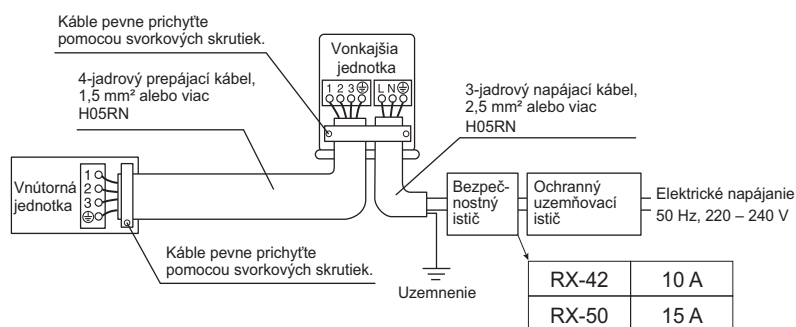 Káble pevne prichyťte
pomocou svorkových skrutiek.
Vonkajšia
jednotka
1 2 3
L N
4-jadrový prepájací kábel,
1,5 mm² alebo viac
H05RN
3-jadrový napájací kábel,
2,5 mm² alebo viac
H05RN
Vnútorná
jednotka
1
2
3
Bezpeč-
nostný
istič
Ochranný
uzemňovací
istič
Elektrické napájanie
50 Hz, 220 – 240 V
Káble pevne prichyťte
pomocou svorkových skrutiek.
Uzemnenie
RX-42 10 A
RX-50 15 A